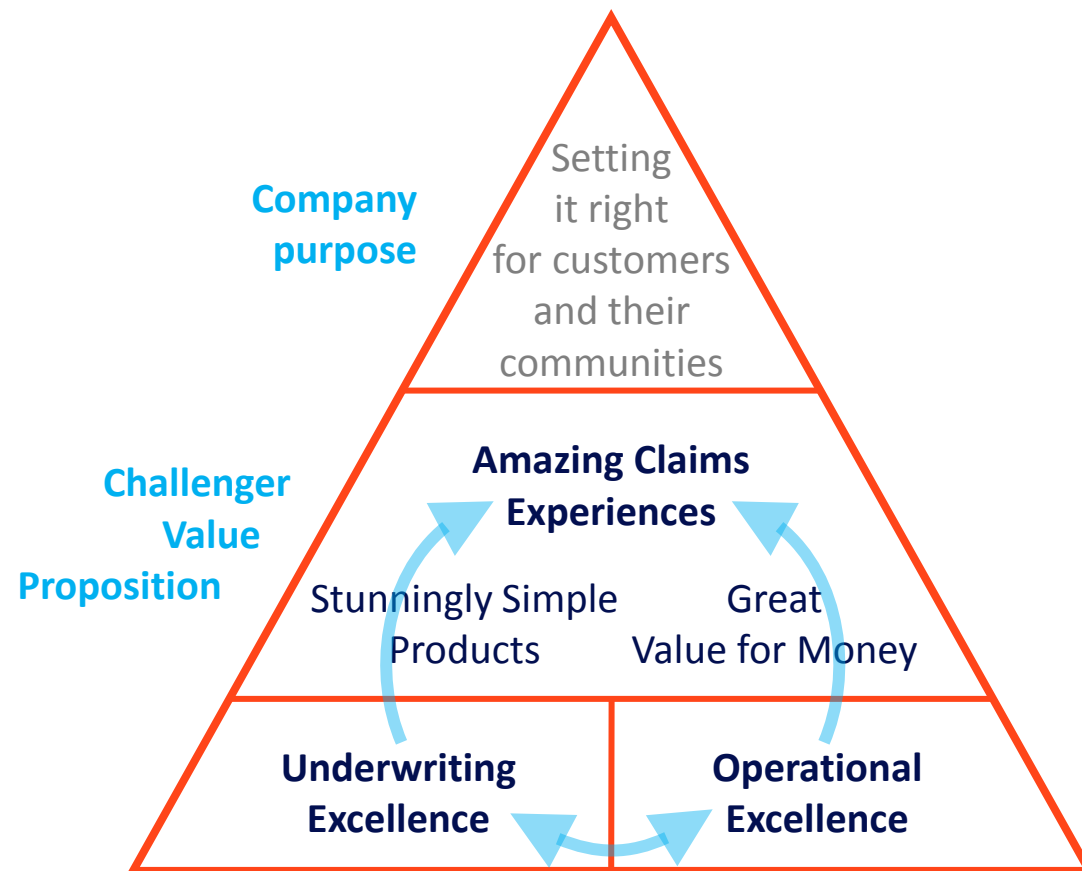 Setting
it right
for customers
and their
communities
Company
purpose
Amazing Claims
Experiences
Challenger
Value
Proposition
Stunningly Simple
Products
Great
Value for Money
Underwriting
Excellence
Operational
Excellence